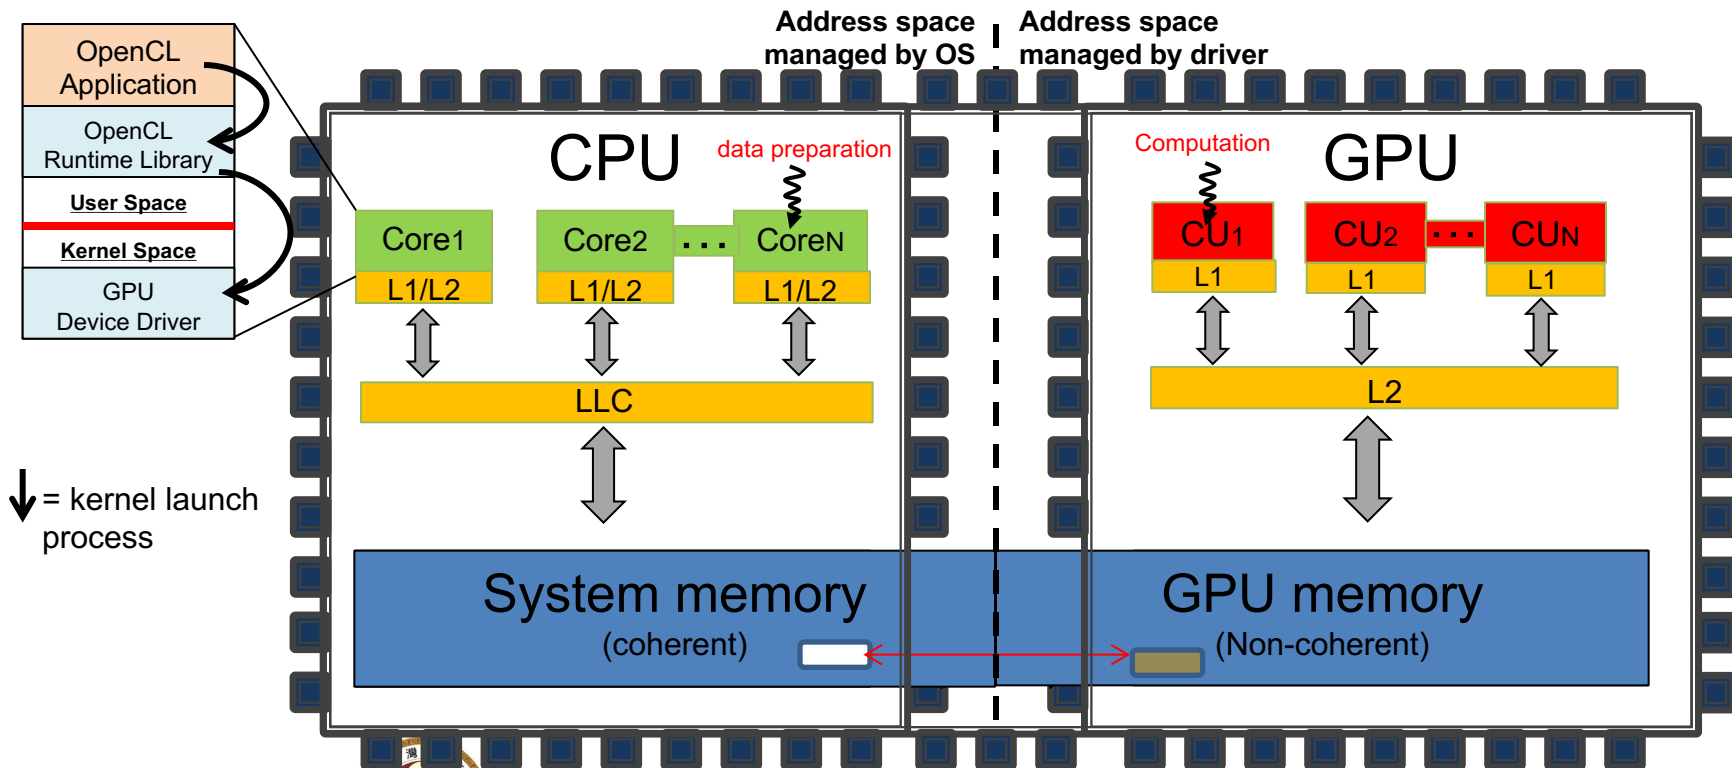 Address space
managed by OS
Address space
managed by driver
OpenCL
Application
OpenCL
Runtime Library
User Space
Kernel Space
GPU
Device Driver
= kernel launch
process
CPU
data preparation
Core1
Core2
...
CoreN
L1/L2
L1/L2
L1/L2
LLC
System memory
(coherent)
GPU
Computation
CU1
CU2
...
CUN
L1
L1
L1
L2
GPU memory
(Non-coherent)
灣